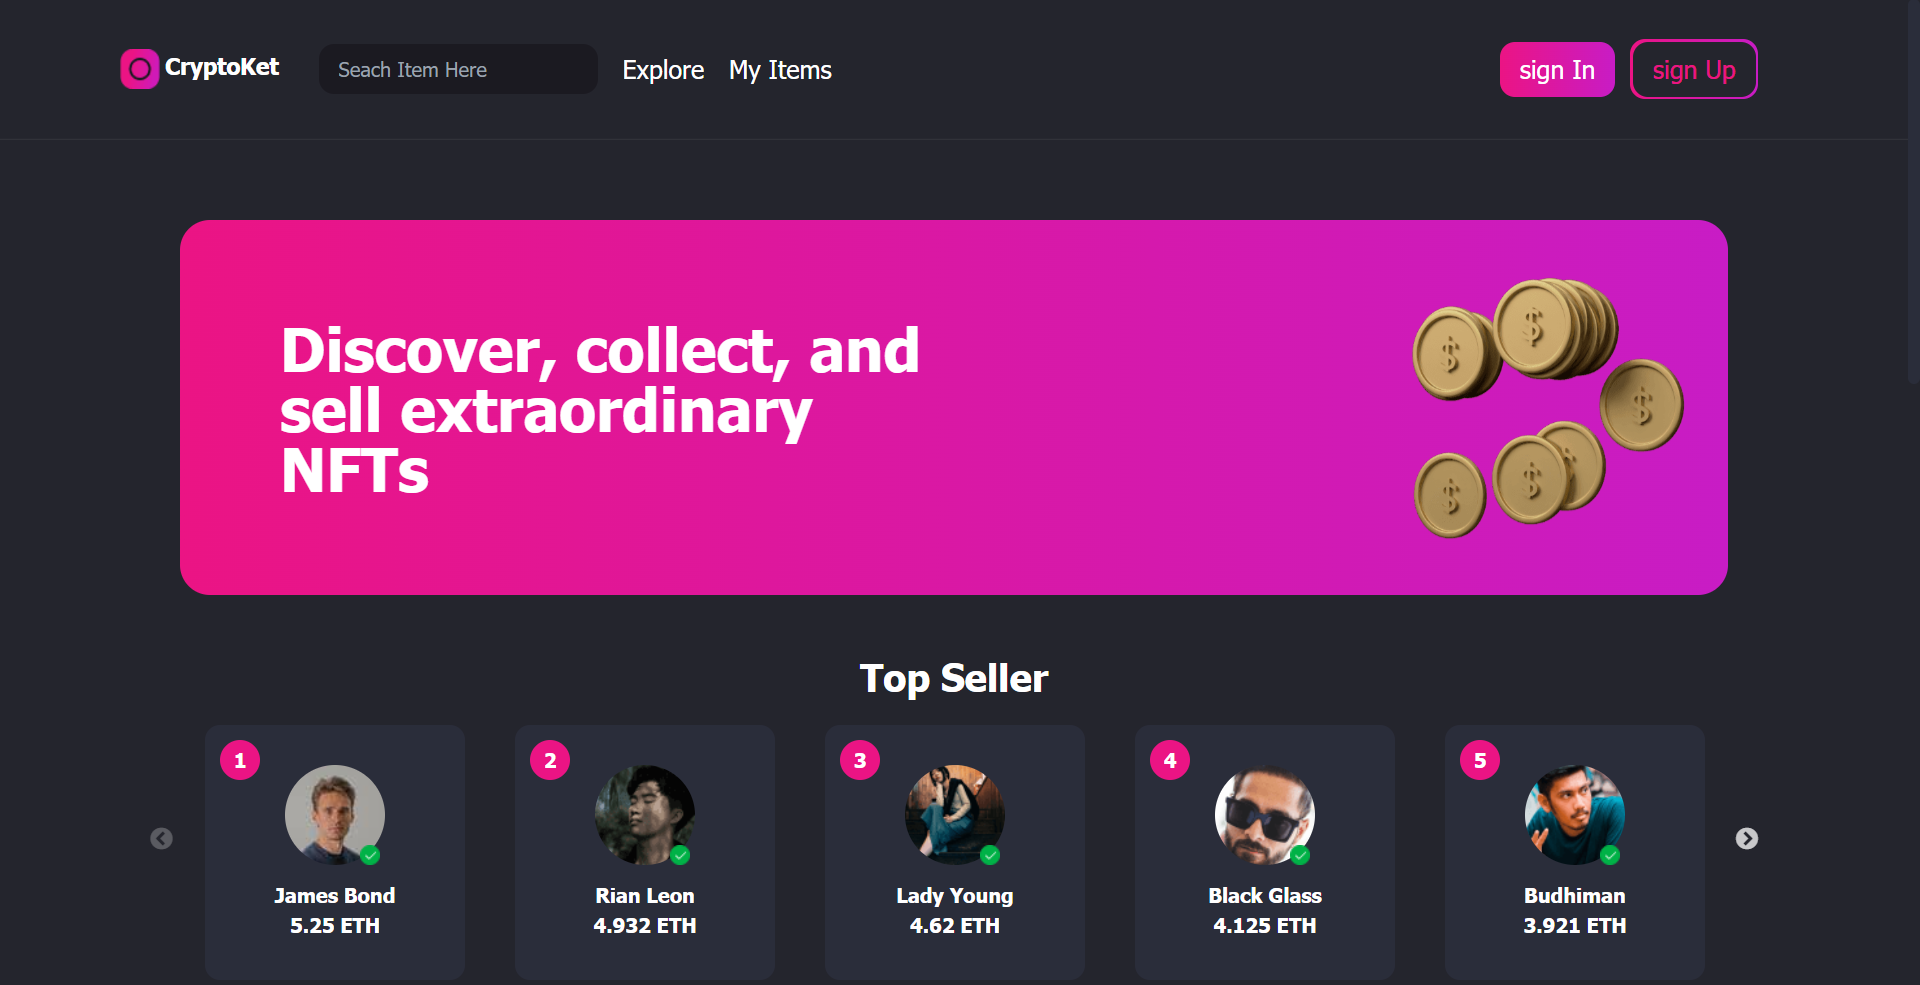 CryptoKet
Seach Item Here
Explore
My Items
sign In
sign Up
Discover, collect, and
sell extraordinary
NFTs
$
$
$
$
$
$
Top Seller
1
James Bond
5.25 ETH
2
Rian Leon
4.932 ETH
3
Lady Young
4.62 ETH
4
Black Glass
4.125 ETH
5
Budhiman
3.921 ETH